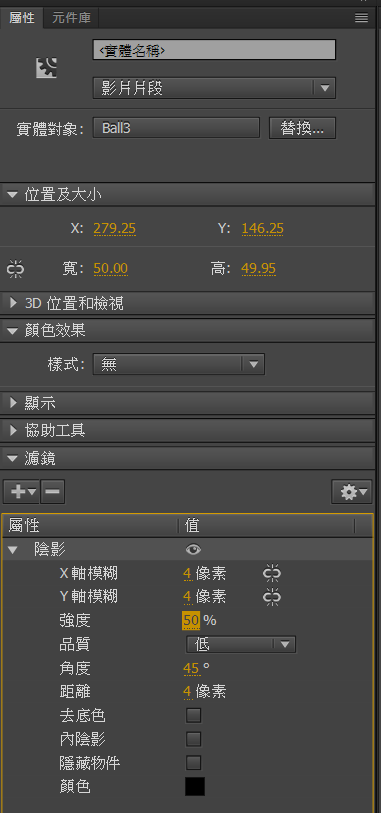 屬性 元件庫
<實體名稱>
影片片段
實體對象: Ball3 替換...
位置及大小
X: 279.25 Y: 146.25
寬: 50.00 高: 49.95
3D 位置和檢視
顏色效果
樣式: 無
顯示
協助工具
濾鏡
屬性 值
陰影
X 軸模糊 4 像素
Y 軸模糊 4 像素
強度 50 %
品質 低
角度 45 °
距離 4 像素
去底色
內陰影
隱藏物件
顏色